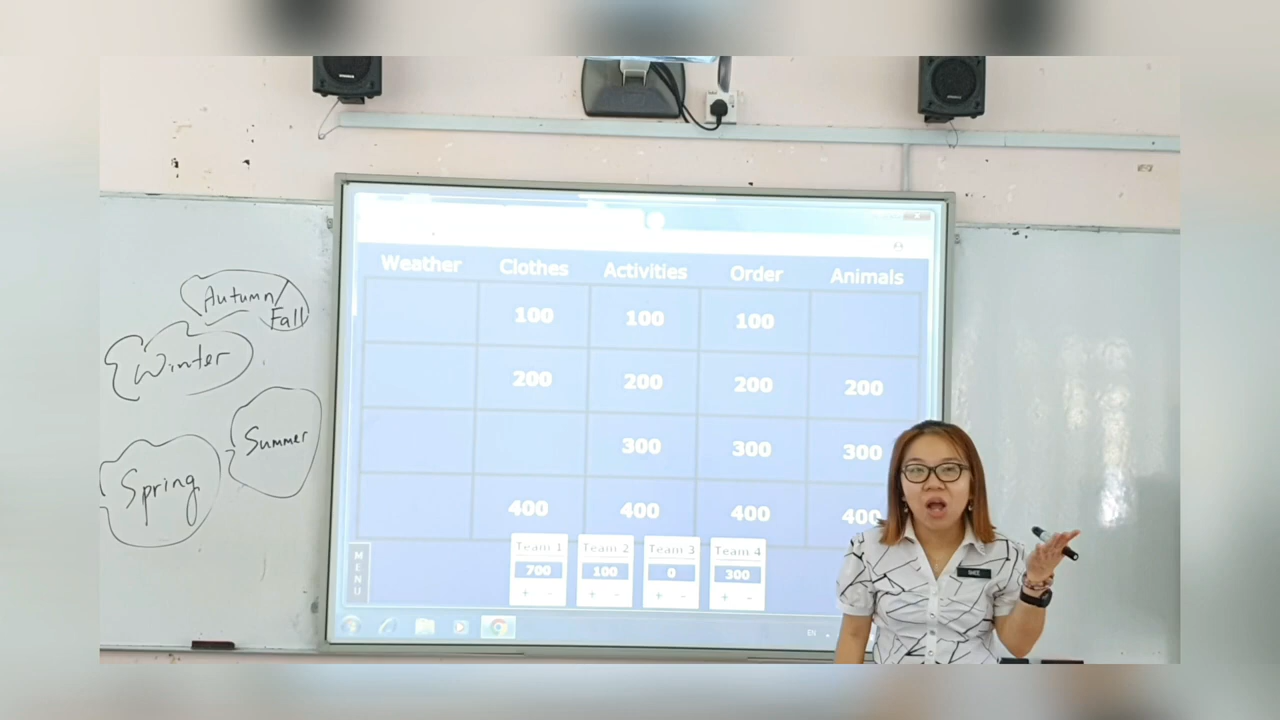 Autumn/
Fall
Winter
Summer
Spring
Weather Clothes Activities Order Animals
100 100 100
200 200 200 200
300 300 300
400 400 400 400
MENU
Team 1 Team 2 Team 3 Team 4
700 100 0 300
+ - + - + - + -
EN